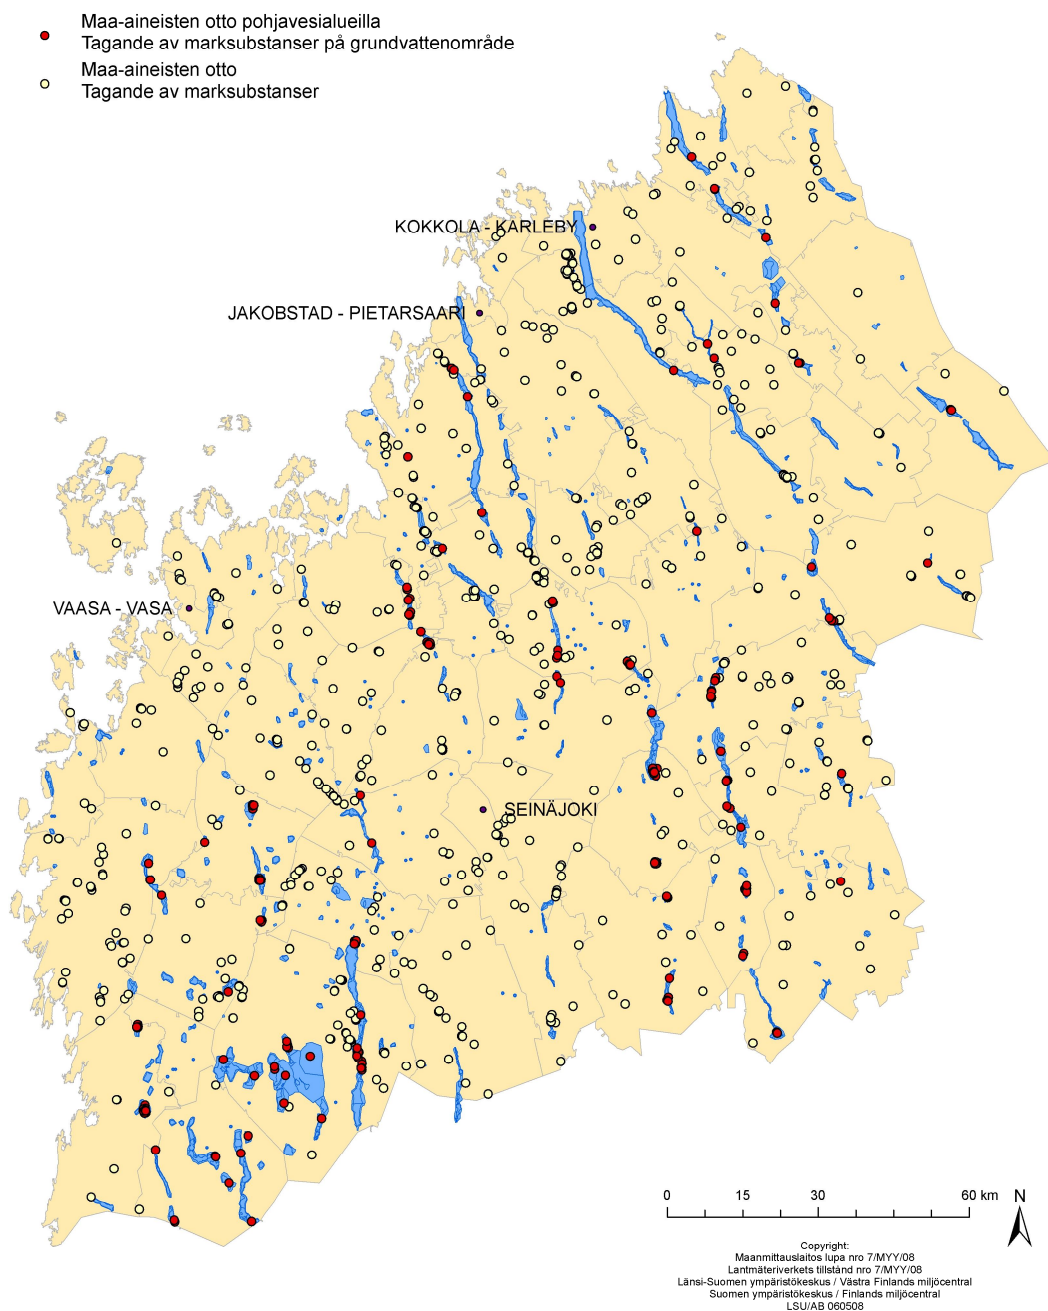 Maa-aineisten otto pohjavesialueilla
Tagande av marksubstanser på grundvattenområde
Maa-aineisten otto
Tagande av marksubstanser
KOKKOLA - KARLEBY
JAKOBSTAD - PIETARSAARI
VAASA - VASA
SEINÄJOKI
0 15 30 60 km N
Copyright:
Maanmittauslaitos lupa nro 7/MYY/08
Lantmäteriverkets tillstånd nro 7/MYY/08
Länsi-Suomen ympäristökeskus / Västra Finlands miljöcentral
Suomen ympäristökeskus / Finlands miljöcentral
LSU/AB 060508